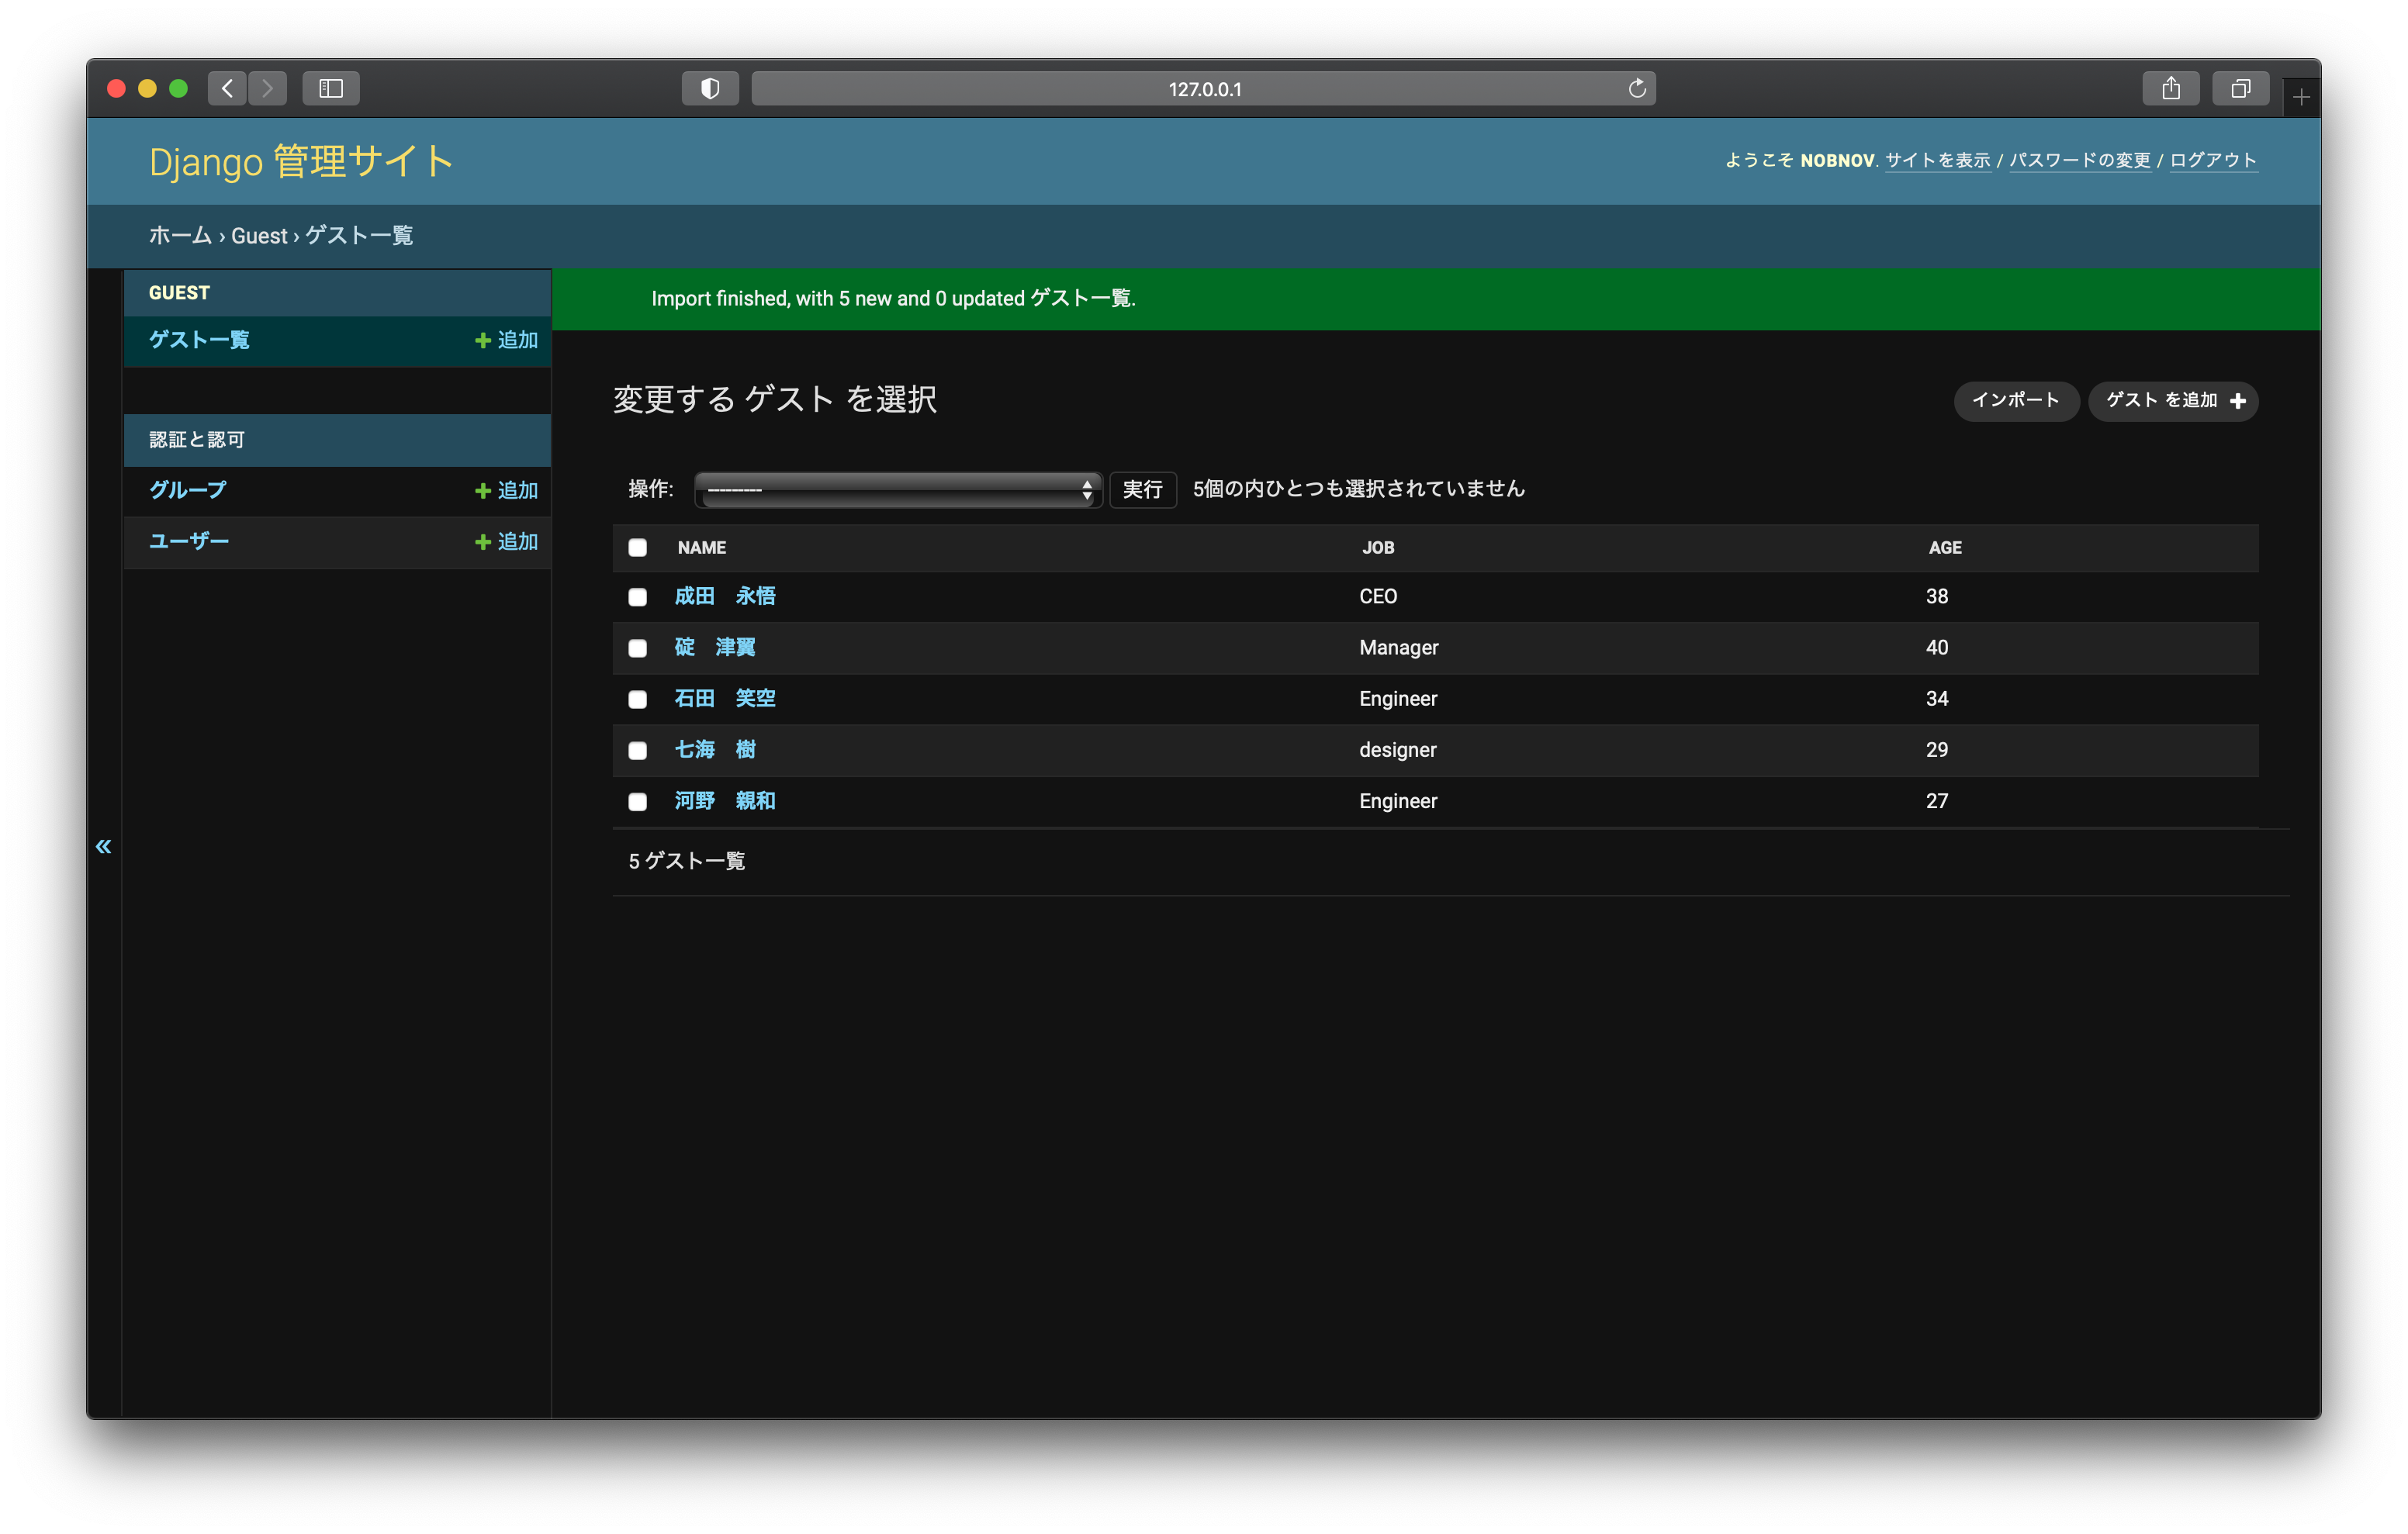 127.0.0.1
Django 管理サイト
ようこそ NOBNOV. サイトを表示 / パスワードの変更 / ログアウト
ホーム › Guest › ゲスト一覧
GUEST
ゲスト一覧 + 追加
認証と認可
グループ + 追加
ユーザー + 追加
«
Import finished, with 5 new and 0 updated ゲスト一覧.
変更する ゲスト を選択
インポート
ゲスト を追加 +
操作: --------- 実行 5個の内ひとつも選択されていません
NAME JOB AGE
成田　永悟 CEO 38
碇　津翼 Manager 40
石田　笑空 Engineer 34
七海　樹 designer 29
河野　親和 Engineer 27
5 ゲスト一覧